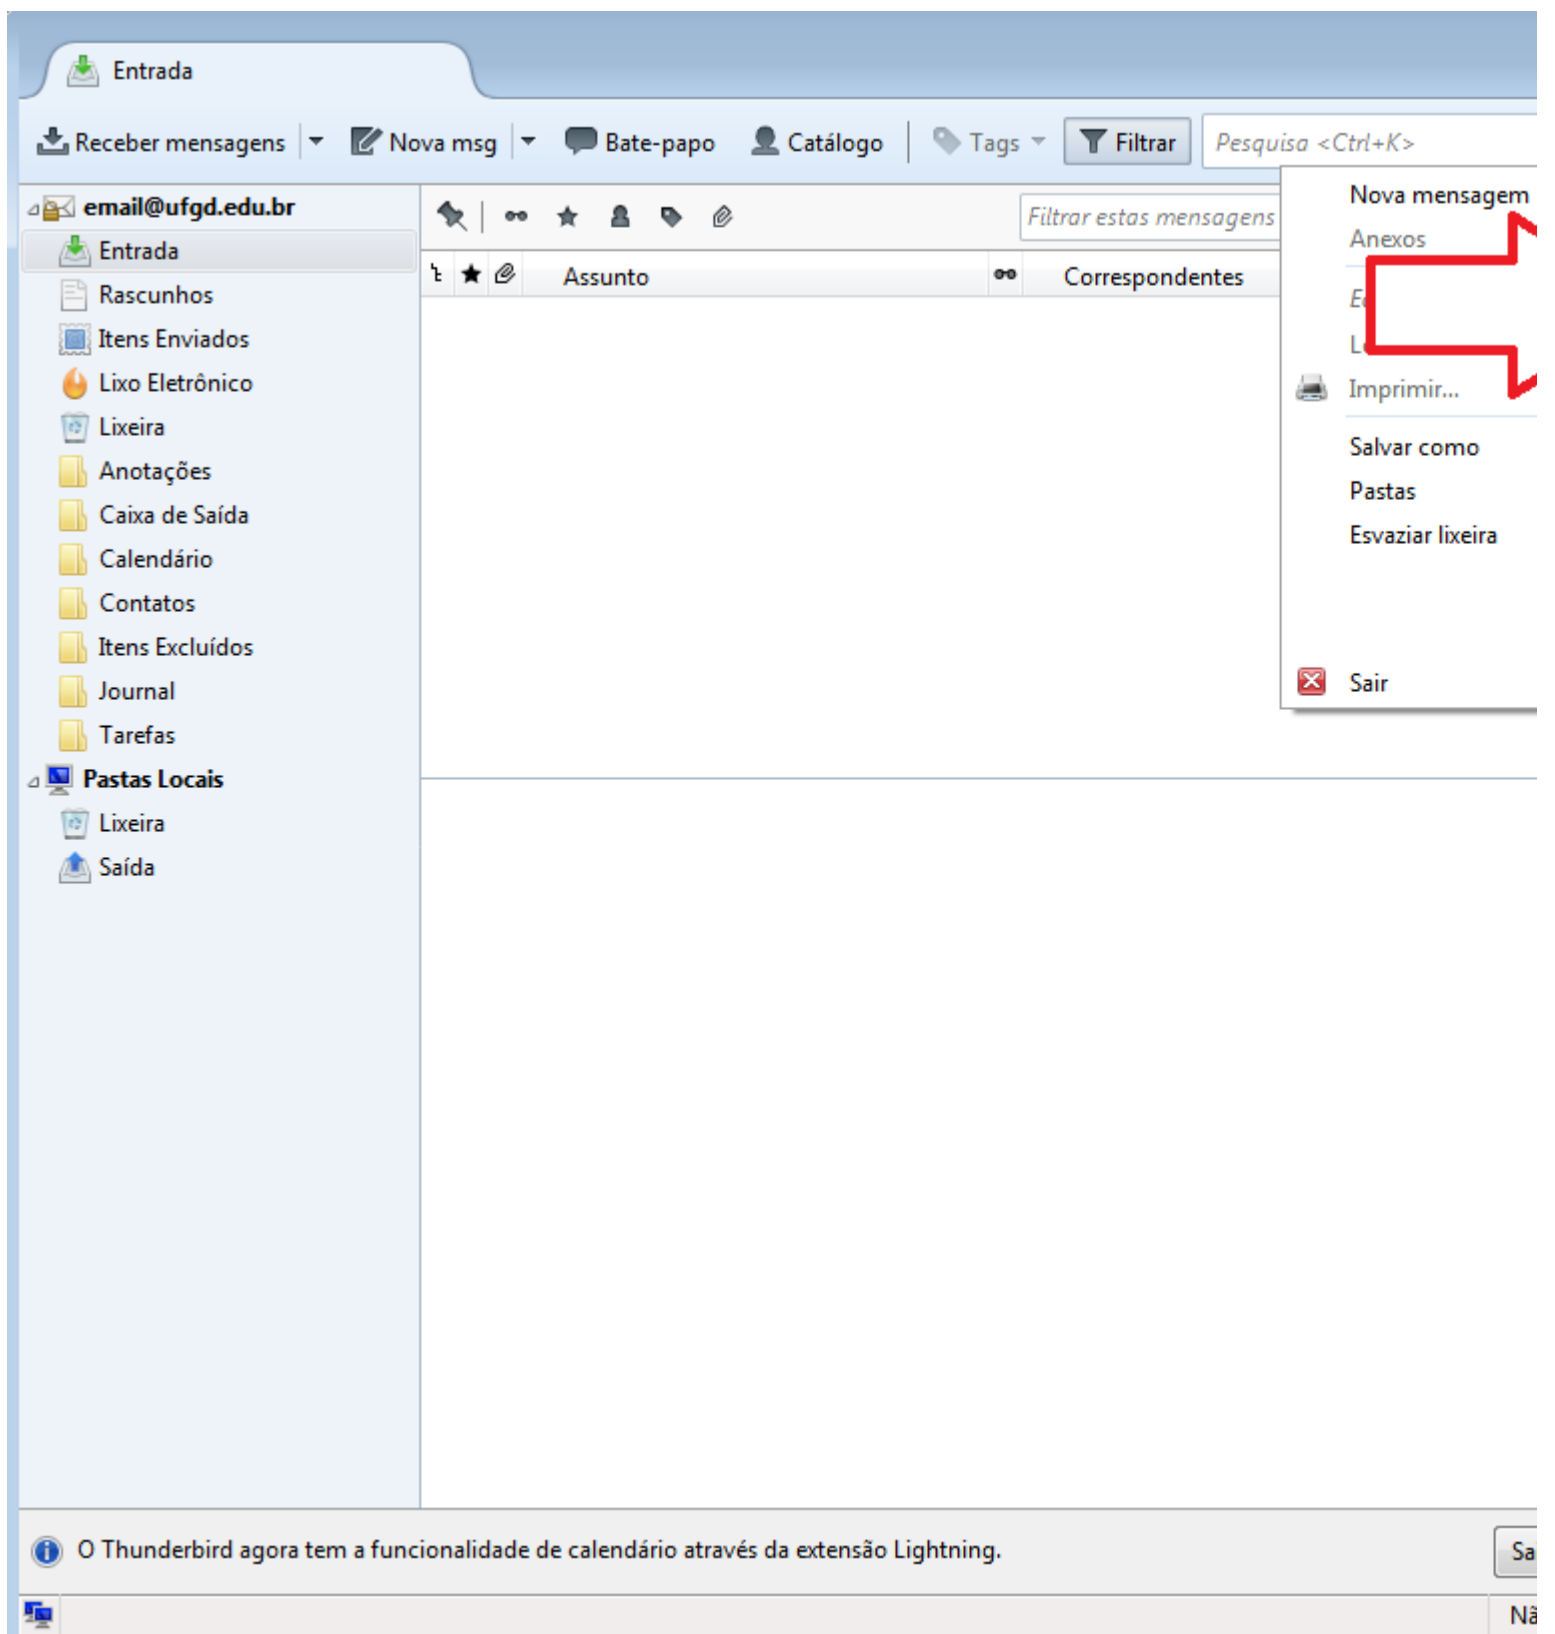 Entrada
Receber mensagens
Nova msg
Bate-papo
Catálogo
Tags
Filtrar
Pesquisa <Ctrl+K>
email@ufgd.edu.br
Entrada
Rascunhos
Itens Enviados
Lixo Eletrônico
Lixeira
Anotações
Caixa de Saída
Calendário
Contatos
Itens Excluídos
Journal
Tarefas
Pastas Locais
Lixeira
Saída
Filtrar estas mensagens
Assunto
Correspondentes
Nova mensagem
Anexos
Imprimir...
Salvar como
Pastas
Esvaziar lixeira
Sair
O Thunderbird agora tem a funcionalidade de calendário através da extensão Lightning.